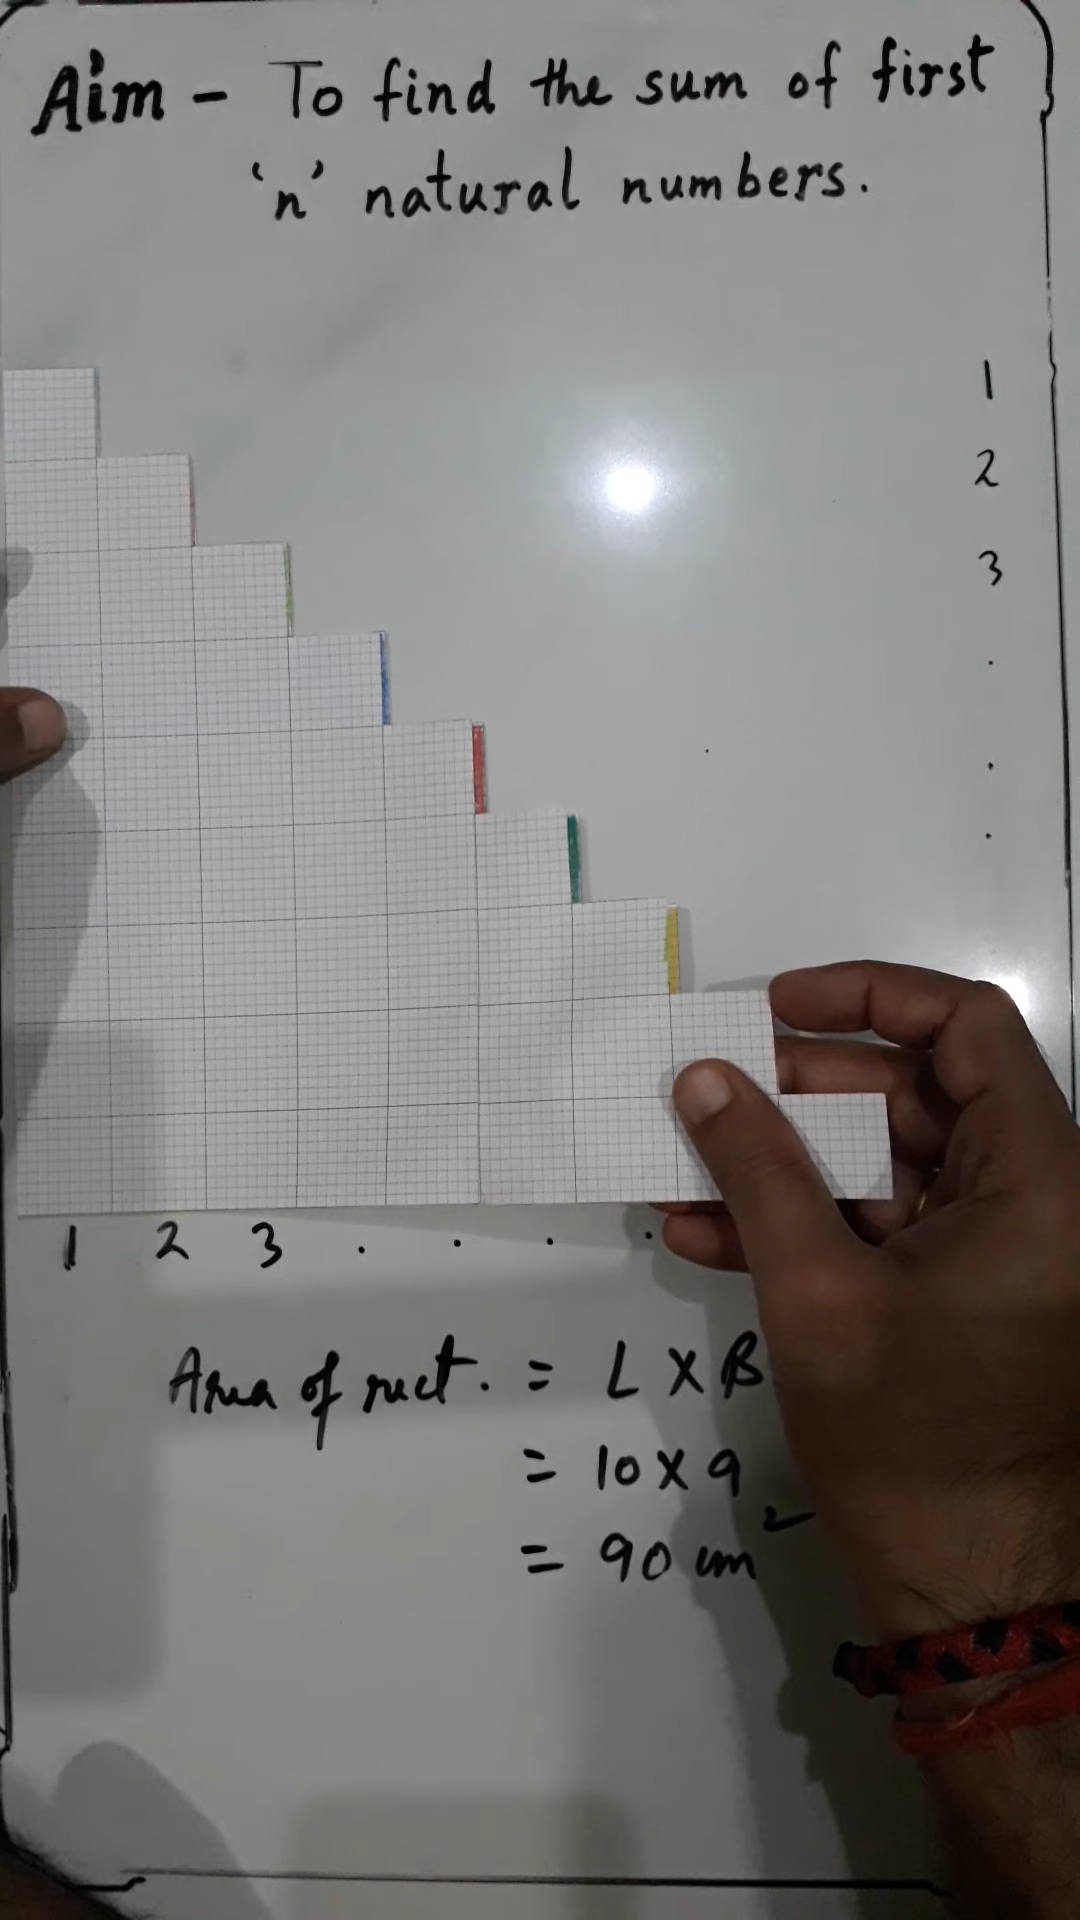 Aim - To find the sum of first
'n' natural numbers.
1
2
3
.
.
.
1 2 3 . . . .
Area of rect. = L X B
= 10 X 9
= 90 cm²